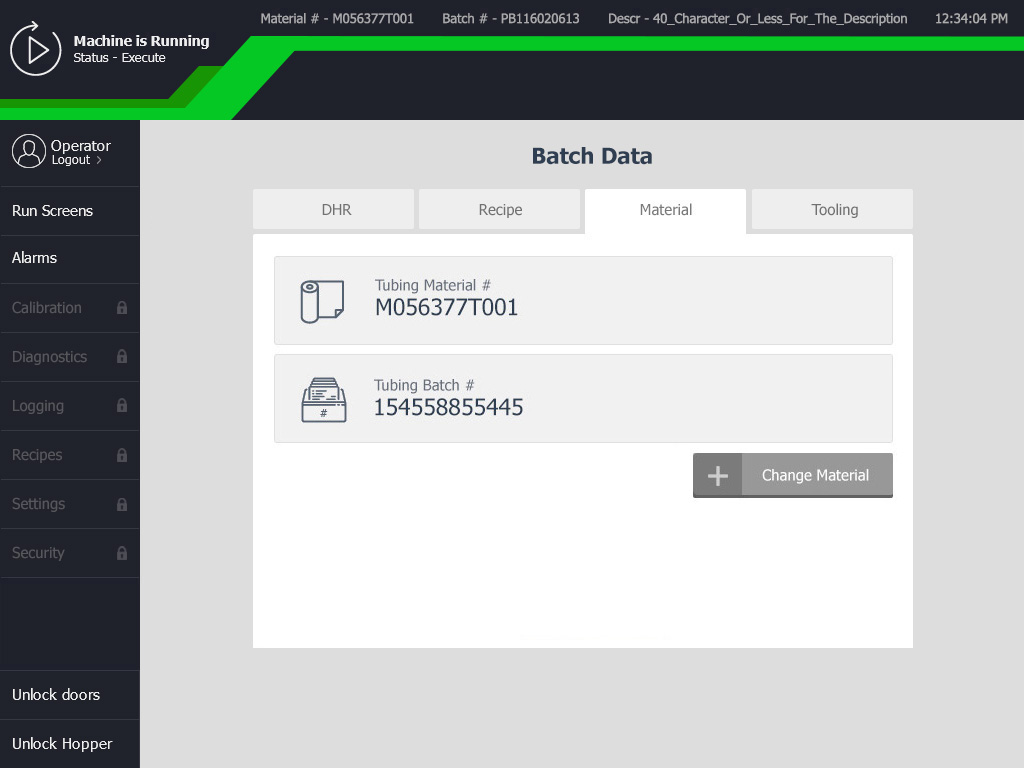 Material # - M056377T001
Batch # - PB116020613
Descr - 40_Character_Or_Less_For_The_Description
12:34:04 PM
Machine is Running
Status - Execute
Operator
Logout >
Run Screens
Alarms
Calibration
Diagnostics
Logging
Recipes
Settings
Security
Unlock doors
Unlock Hopper
Batch Data
DHR
Recipe
Material
Tooling
Tubing Material #
M056377T001
#
Tubing Batch #
154558855445
+ Change Material